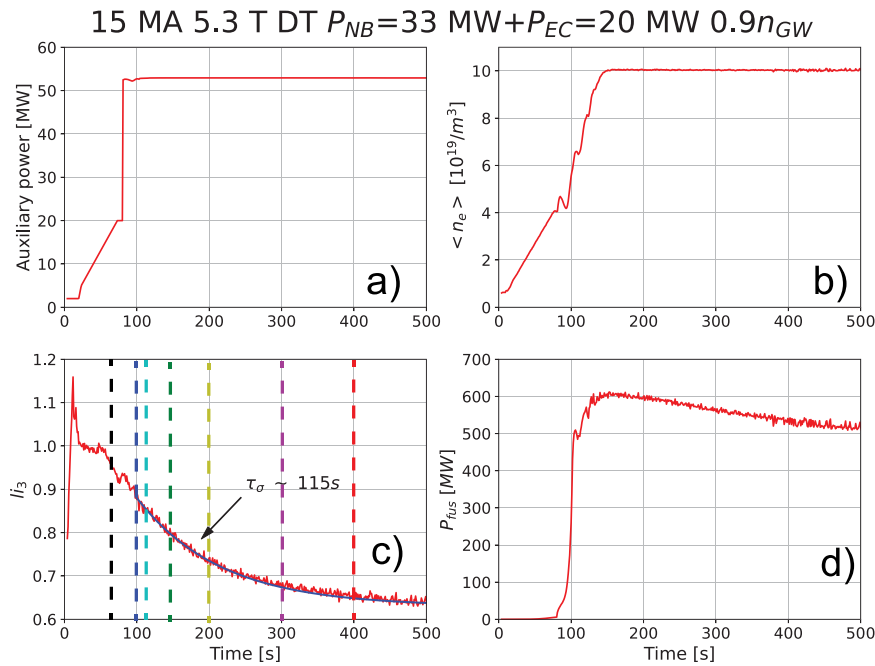 15 MA 5.3 T DT P_NB=33 MW+P_EC=20 MW 0.9n_GW
Auxiliary power [MW]
60
50
40
30
20
10
0
0 100 200 300 400 500
a)
< n_e > [10^19/m^3]
10
8
6
4
2
0
0 100 200 300 400 500
b)
li_3
1.2
1.1
1.0
0.9
0.8
0.7
0.6
τ_σ ~ 115s
c)
0 100 200 300 400 500
Time [s]
P_fus [MW]
700
600
500
400
300
200
100
0
d)
0 100 200 300 400 500
Time [s]